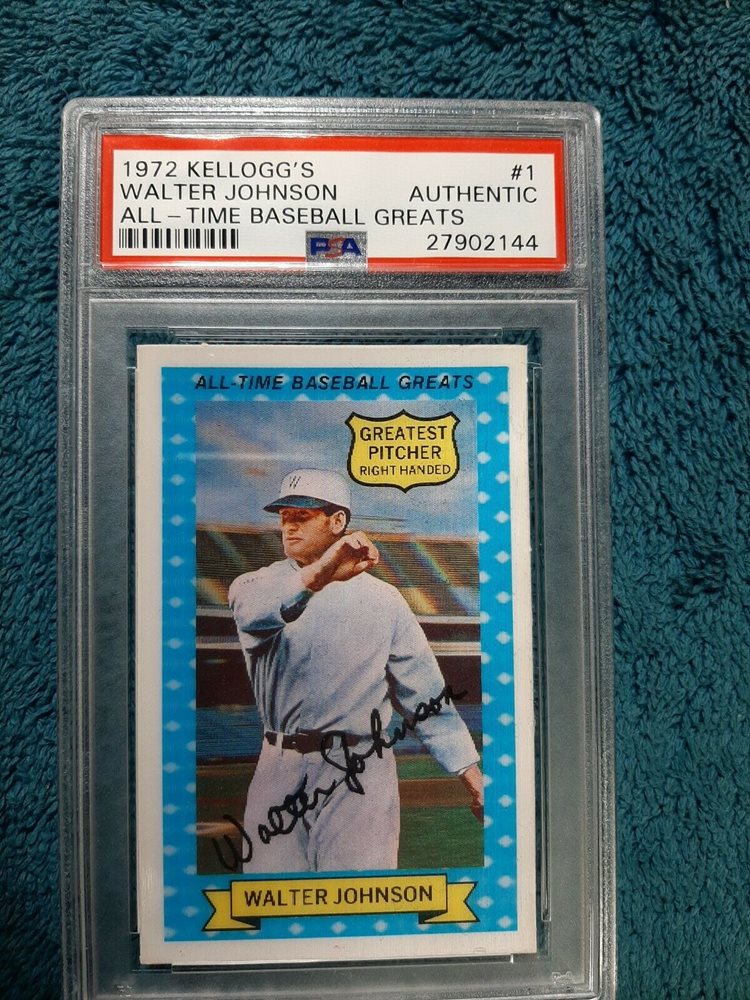 1972 KELLOGG'S #1
WALTER JOHNSON AUTHENTIC
ALL-TIME BASEBALL GREATS
PSA 27902144
ALL-TIME BASEBALL GREATS
GREATEST
PITCHER
RIGHT HANDED
W
Walter Johnson
WALTER JOHNSON